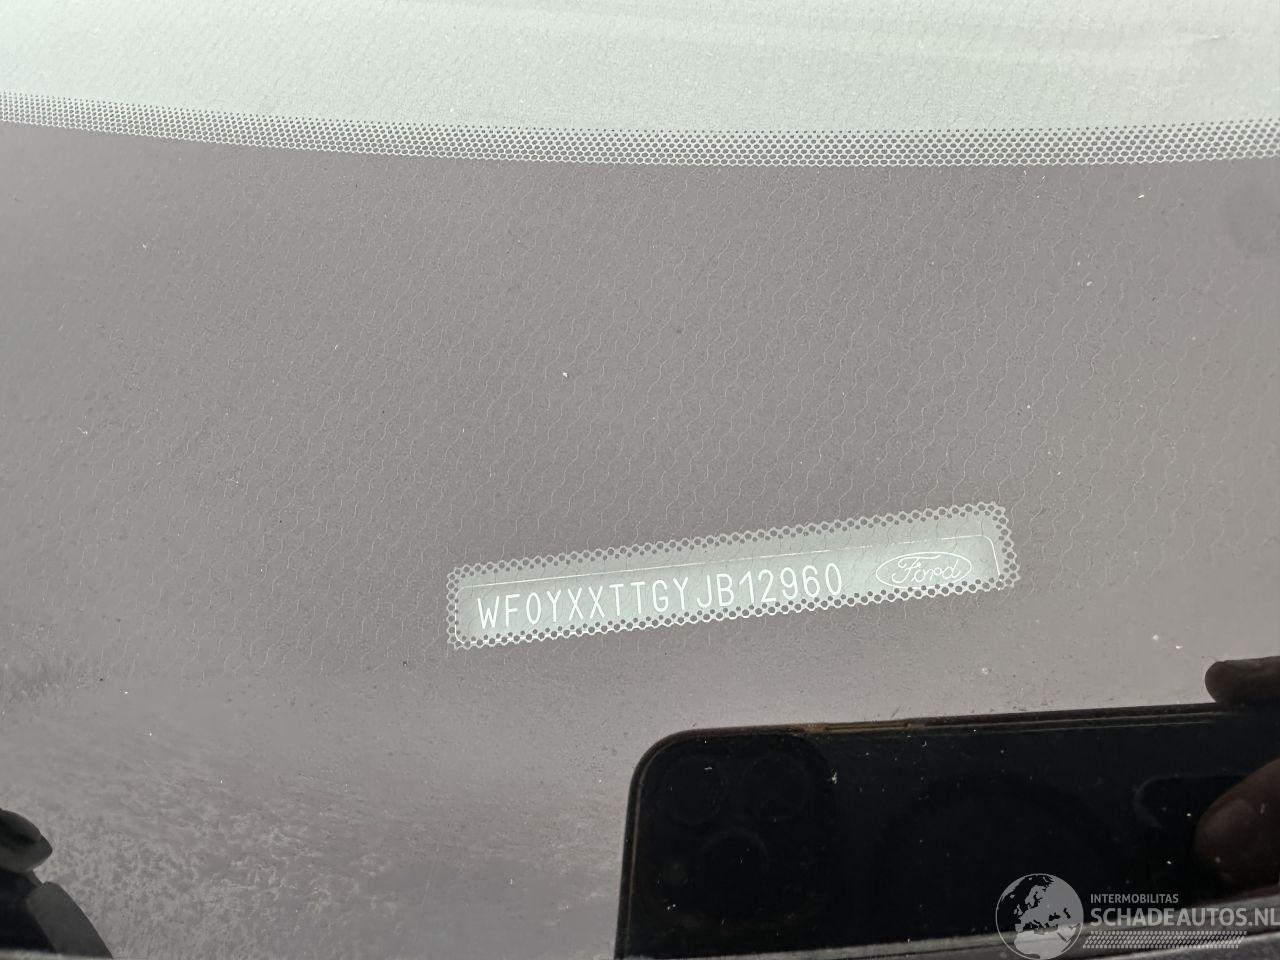 WF0YXXTTGYJB12960 Ford
INTERMOBILITAS
SCHADEAUTOS.NL